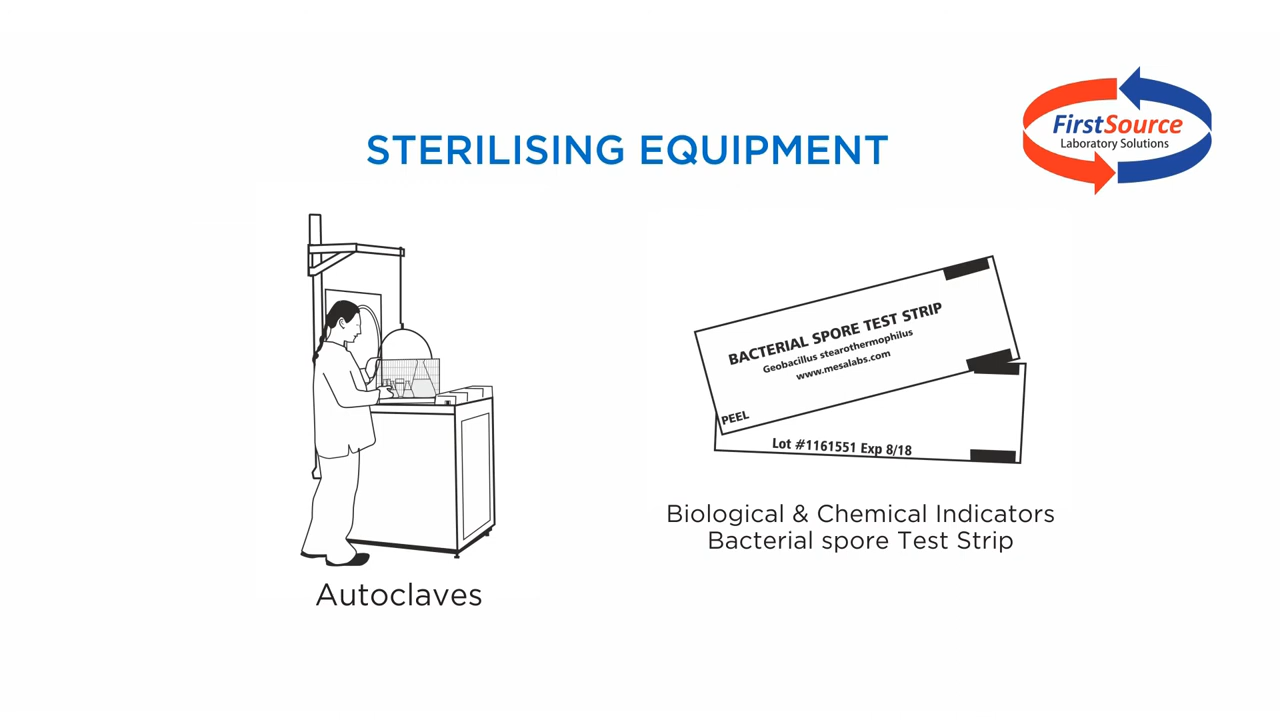 STERILISING EQUIPMENT
FirstSource
Laboratory Solutions
BACTERIAL SPORE TEST STRIP
Geobacillus stearothermophilus
www.mesalabs.com
PEEL
Lot #1161551 Exp 8/18
Biological & Chemical Indicators
Bacterial spore Test Strip
Autoclaves